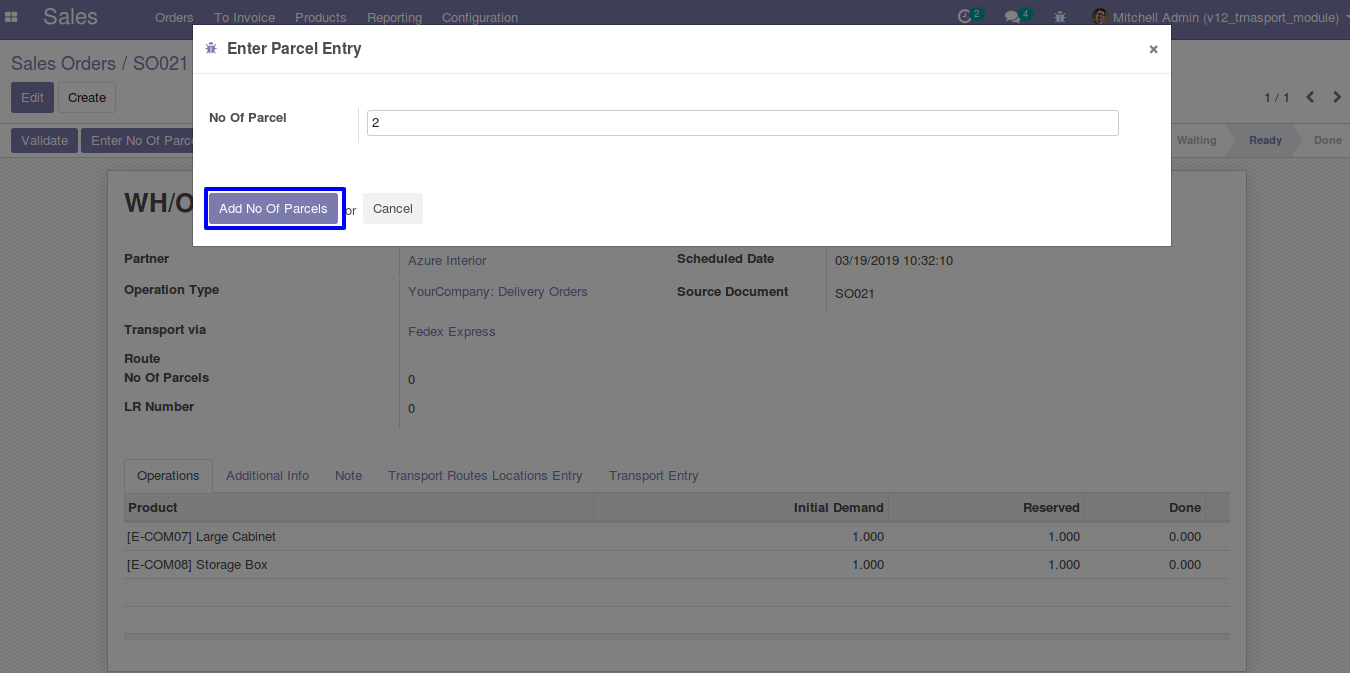 Sales Orders To Invoice Products Reporting Configuration 2 4 Mitchell Admin (v12_trnasport_module)
Enter Parcel Entry ×
Sales Orders / SO021
Edit Create 1 / 1
No Of Parcel 2
Validate Enter No Of Parc Waiting Ready Done
Add No Of Parcels or Cancel
WH/O
Partner Azure Interior Scheduled Date 03/19/2019 10:32:10
Operation Type YourCompany: Delivery Orders Source Document SO021
Transport via Fedex Express
Route
No Of Parcels 0
LR Number 0
Operations Additional Info Note Transport Routes Locations Entry Transport Entry
Product Initial Demand Reserved Done
[E-COM07] Large Cabinet 1.000 1.000 0.000
[E-COM08] Storage Box 1.000 1.000 0.000